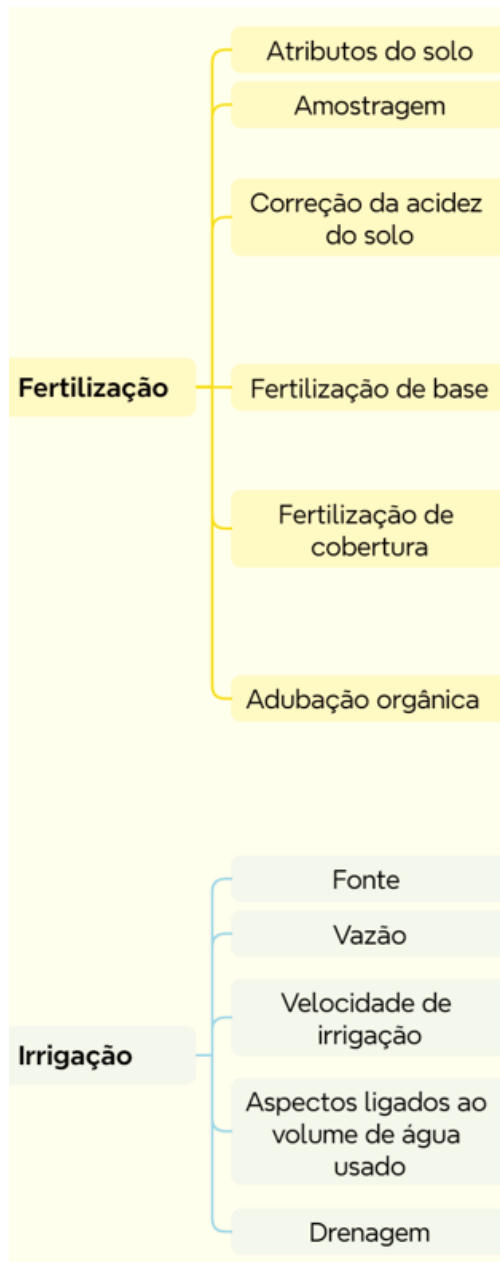 Atributos do solo
Amostragem
Correção da acidez
do solo
Fertilização
Fertilização de base
Fertilização de
cobertura
Adubação orgânica
Fonte
Vazão
Velocidade de
irrigação
Irrigação
Aspectos ligados ao
volume de água
usado
Drenagem